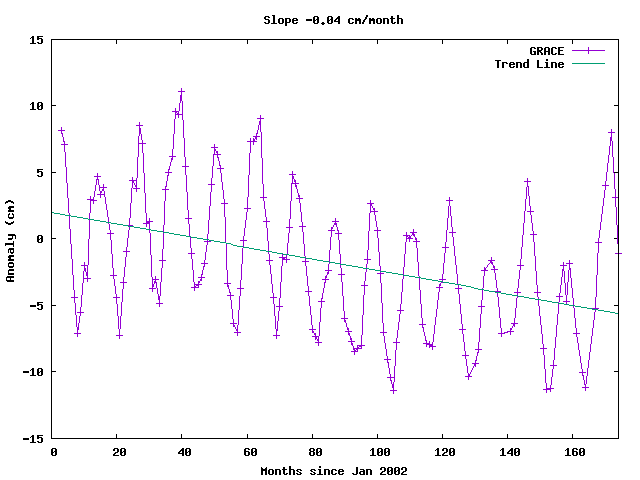 Slope -0.04 cm/month
GRACE
Trend Line
Anomaly (cm)
15
10
5
0
-5
-10
-15
0 20 40 60 80 100 120 140 160
Months since Jan 2002